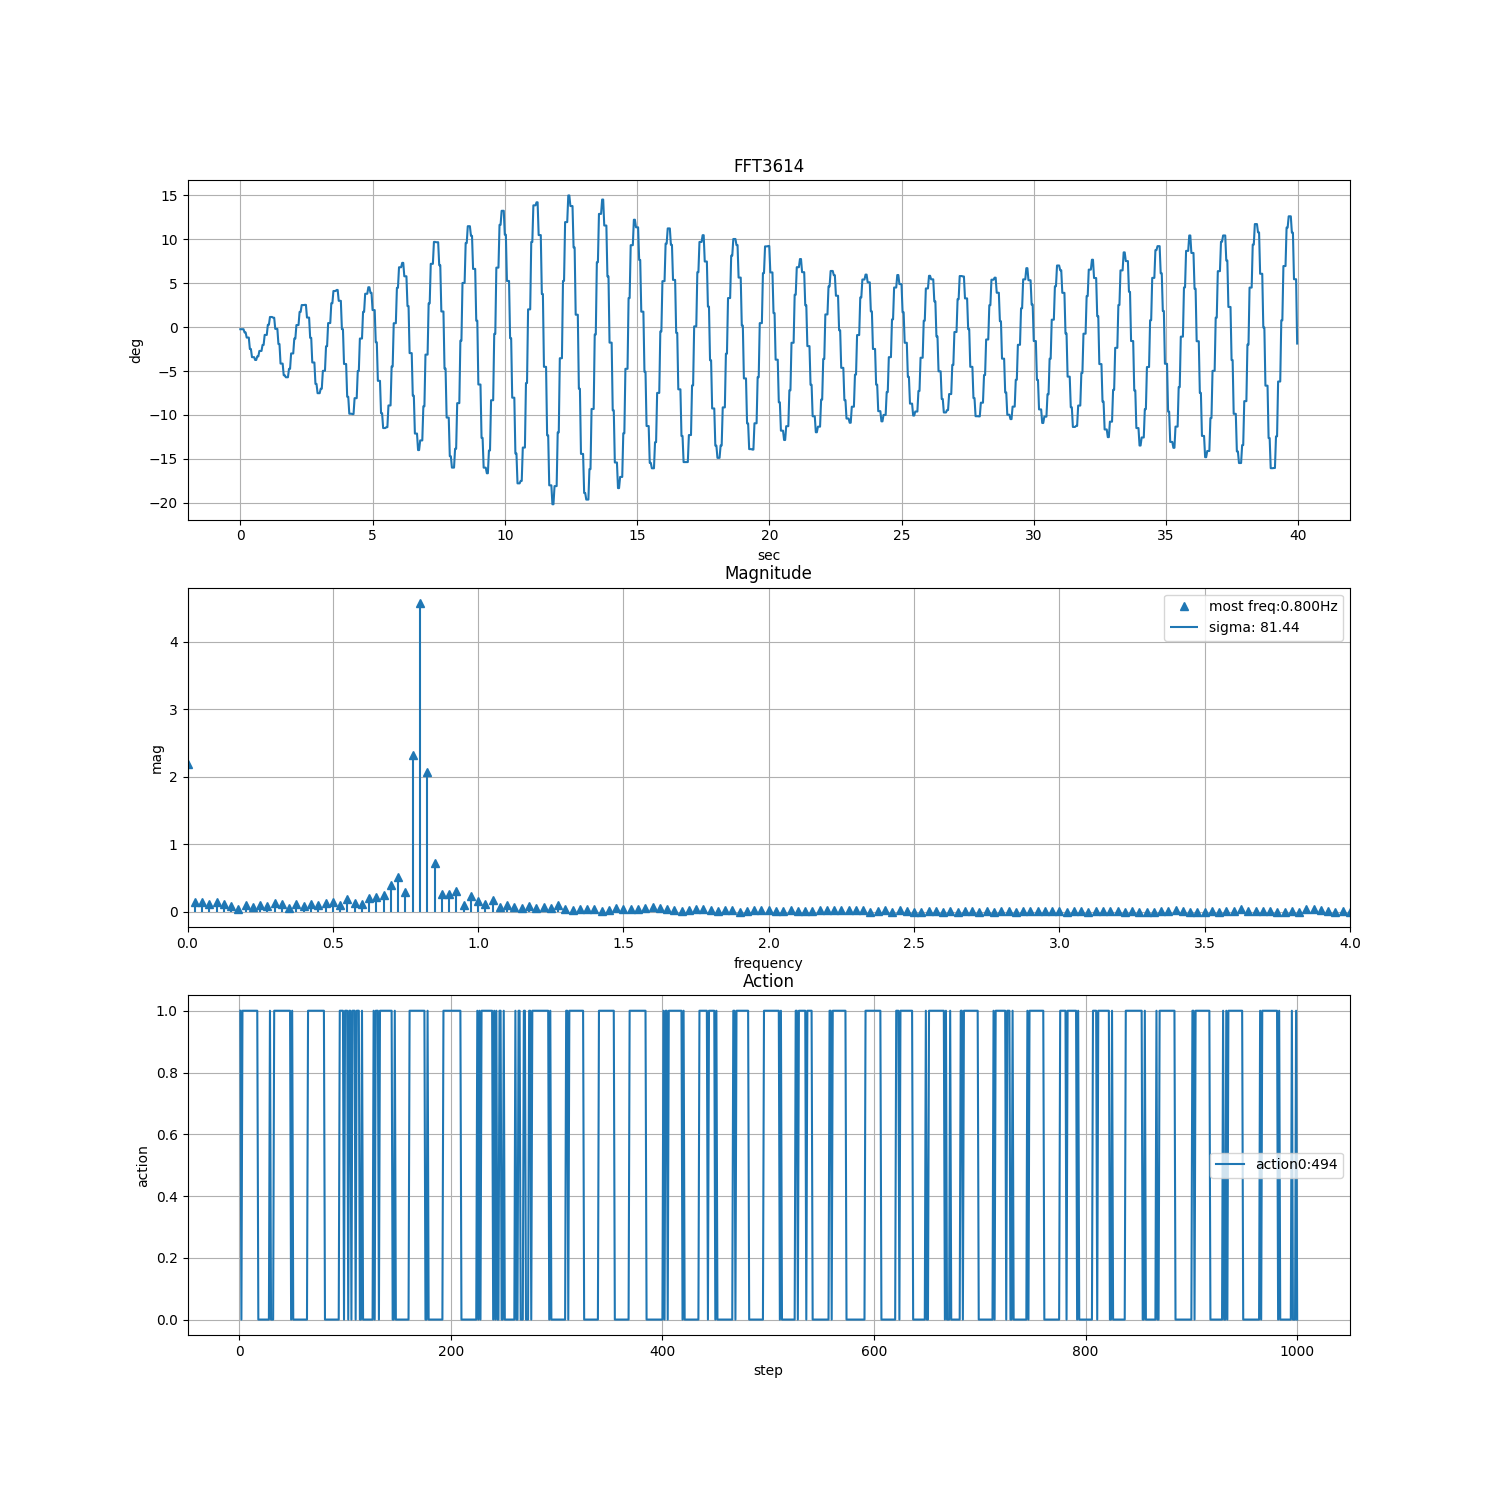 FFT3614
15
10
5
0
−5
−10
−15
−20
deg
0 5 10 15 20 25 30 35 40
sec
Magnitude
most freq:0.800Hz
sigma: 81.44
4
3
2
1
0
mag
0.0 0.5 1.0 1.5 2.0 2.5 3.0 3.5 4.0
frequency
Action
1.0
0.8
0.6
0.4
0.2
0.0
action
action0:494
0 200 400 600 800 1000
step